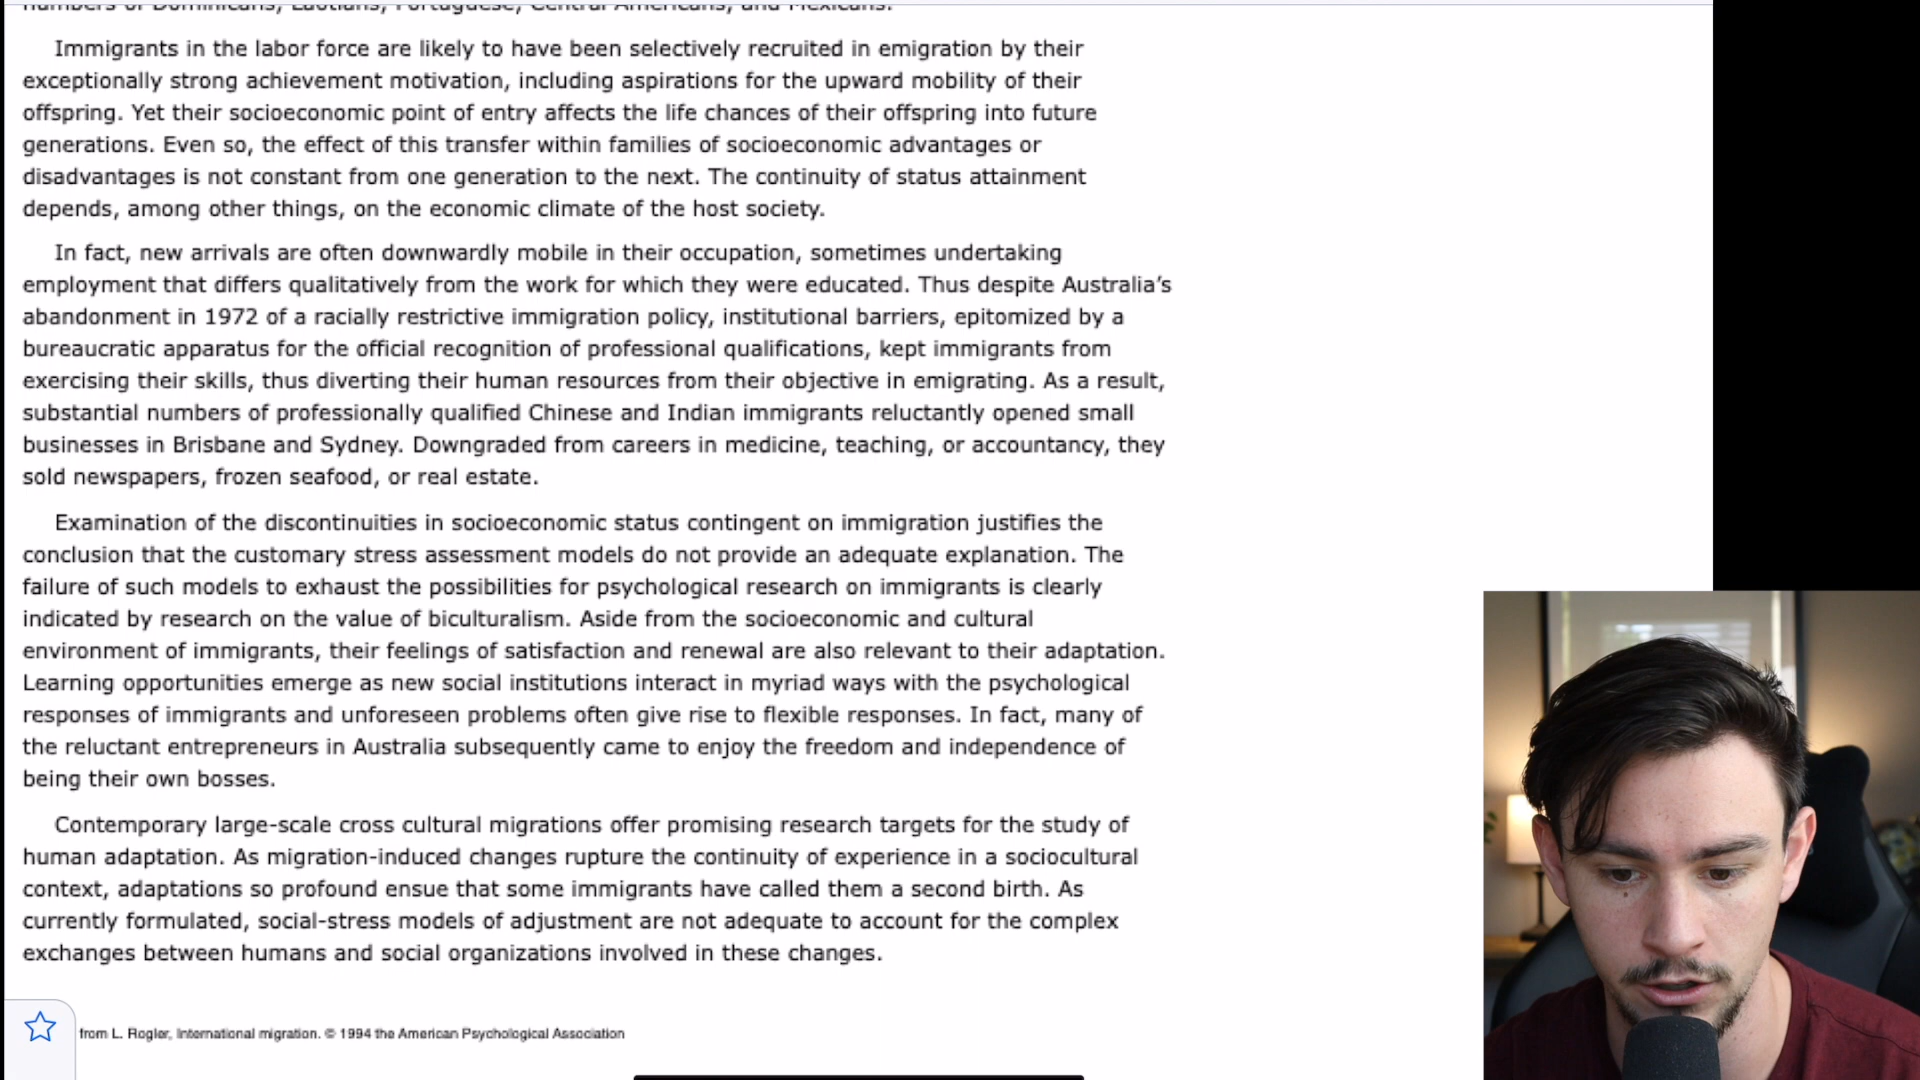 numbers of Dominicans, Laotians, Portuguese, Central Americans, and Mexicans.
Immigrants in the labor force are likely to have been selectively recruited in emigration by their
exceptionally strong achievement motivation, including aspirations for the upward mobility of their
offspring. Yet their socioeconomic point of entry affects the life chances of their offspring into future
generations. Even so, the effect of this transfer within families of socioeconomic advantages or
disadvantages is not constant from one generation to the next. The continuity of status attainment
depends, among other things, on the economic climate of the host society.
In fact, new arrivals are often downwardly mobile in their occupation, sometimes undertaking
employment that differs qualitatively from the work for which they were educated. Thus despite Australia’s
abandonment in 1972 of a racially restrictive immigration policy, institutional barriers, epitomized by a
bureaucratic apparatus for the official recognition of professional qualifications, kept immigrants from
exercising their skills, thus diverting their human resources from their objective in emigrating. As a result,
substantial numbers of professionally qualified Chinese and Indian immigrants reluctantly opened small
businesses in Brisbane and Sydney. Downgraded from careers in medicine, teaching, or accountancy, they
sold newspapers, frozen seafood, or real estate.
Examination of the discontinuities in socioeconomic status contingent on immigration justifies the
conclusion that the customary stress assessment models do not provide an adequate explanation. The
failure of such models to exhaust the possibilities for psychological research on immigrants is clearly
indicated by research on the value of biculturalism. Aside from the socioeconomic and cultural
environment of immigrants, their feelings of satisfaction and renewal are also relevant to their adaptation.
Learning opportunities emerge as new social institutions interact in myriad ways with the psychological
responses of immigrants and unforeseen problems often give rise to flexible responses. In fact, many of
the reluctant entrepreneurs in Australia subsequently came to enjoy the freedom and independence of
being their own bosses.
Contemporary large-scale cross cultural migrations offer promising research targets for the study of
human adaptation. As migration-induced changes rupture the continuity of experience in a sociocultural
context, adaptations so profound ensue that some immigrants have called them a second birth. As
currently formulated, social-stress models of adjustment are not adequate to account for the complex
exchanges between humans and social organizations involved in these changes.
from L. Rogler, International migration. © 1994 the American Psychological Association